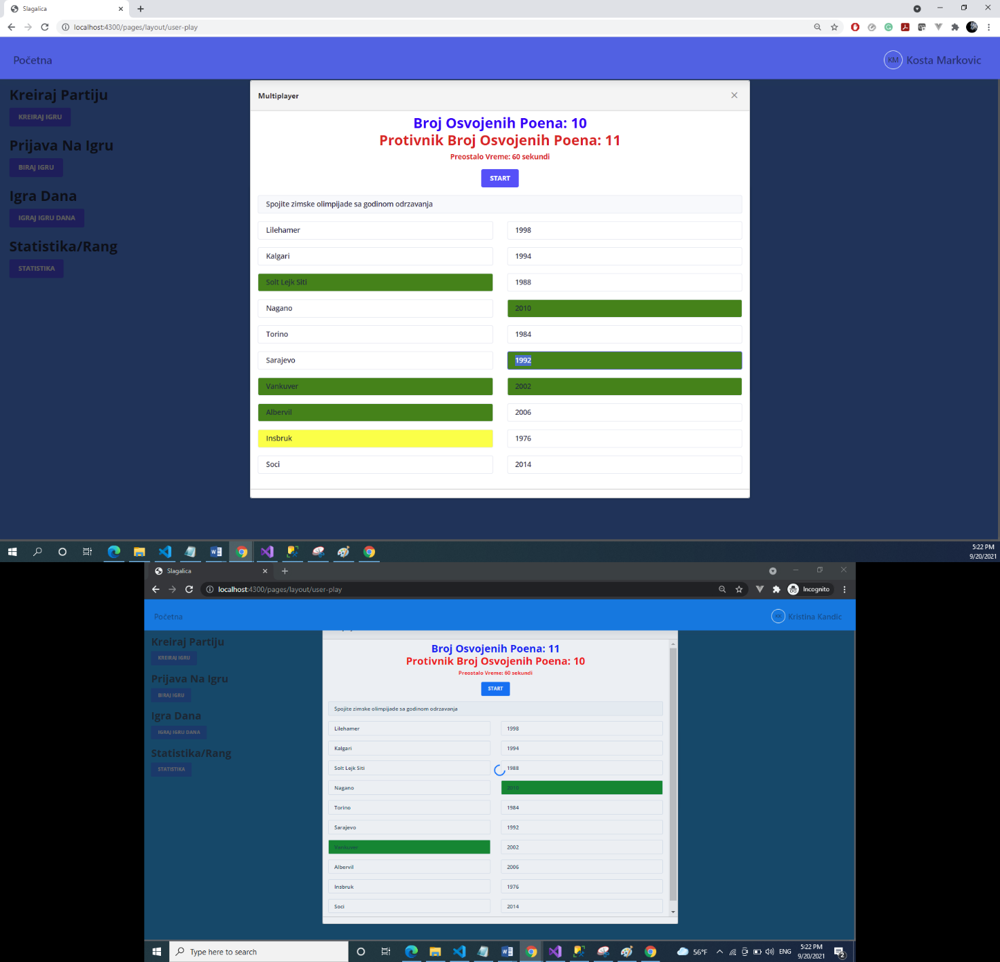 Slagalica
localhost:4300/pages/layout/user-play
Početna
KM Kosta Markovic
Kreiraj Partiju
KREIRAJ IGRU
Prijava Na Igru
BIRAJ IGRU
Igra Dana
IGRAJ IGRU DANA
Statistika/Rang
STATISTIKA
Multiplayer
Broj Osvojenih Poena: 10
Protivnik Broj Osvojenih Poena: 11
Preostalo Vreme: 60 sekundi
START
Spojite zimske olimpijade sa godinom odrzavanja
Lilehamer 1998
Kalgari 1994
Solt Lejk Siti 1988
Nagano 2010
Torino 1984
Sarajevo 1992
Vankuver 2002
Albervil 2006
Insbruk 1976
Soci 2014
5:22 PM
9/20/2021
Slagalica
localhost:4300/pages/layout/user-play
Incognito
Početna
Kristina Kandic
Kreiraj Partiju
KREIRAJ IGRU
Prijava Na Igru
BIRAJ IGRU
Igra Dana
IGRAJ IGRU DANA
Statistika/Rang
STATISTIKA
Broj Osvojenih Poena: 11
Protivnik Broj Osvojenih Poena: 10
Preostalo Vreme: 60 sekundi
START
Spojite zimske olimpijade sa godinom odrzavanja
Lilehamer 1998
Kalgari 1994
Solt Lejk Siti 1988
Nagano 2010
Torino 1984
Sarajevo 1992
Vankuver 2002
Albervil 2006
Insbruk 1976
Soci 2014
Type here to search
56°F
ENG
5:22 PM
9/20/2021
2